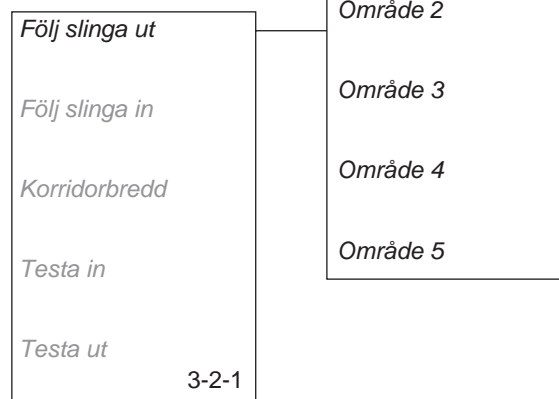 Följ slinga ut
Följ slinga in
Korridorbredd
Testa in
Testa ut
3-2-1
Område 2
Område 3
Område 4
Område 5